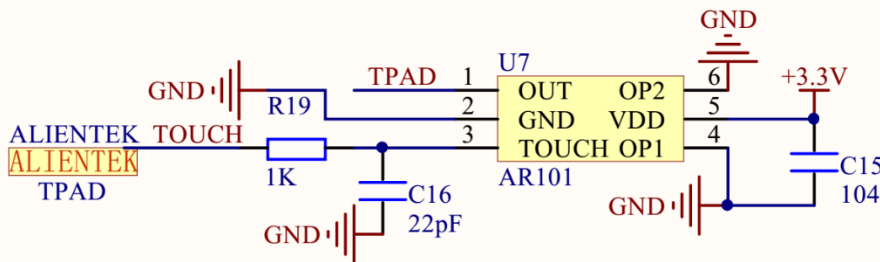 GND
U7
TPAD 1 6
+3.3V
GND R19 OUT OP2
2 GND VDD 5
ALIENTEK TOUCH 3 TOUCH OP1 4
ALIENTEK
TPAD 1K AR101 C15
C16 GND 104
GND 22pF